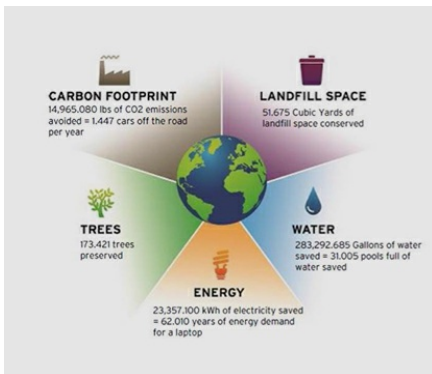 CARBON FOOTPRINT
14,965.080 lbs of CO2 emissions
avoided = 1.447 cars off the road
per year
LANDFILL SPACE
51.675 Cubic Yards of
landfill space conserved
TREES
173.421 trees
preserved
WATER
283,292.685 Gallons of water
saved = 31.005 pools full of
water saved
ENERGY
23,357.100 kWh of electricity saved
= 62.010 years of energy demand
for a laptop